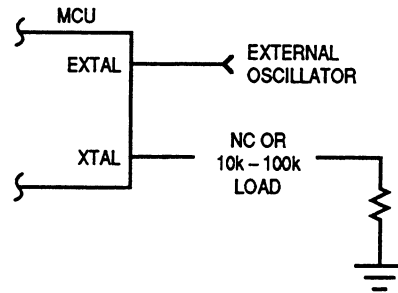 MCU
EXTAL
EXTERNAL
OSCILLATOR
XTAL
NC OR
10k – 100k
LOAD